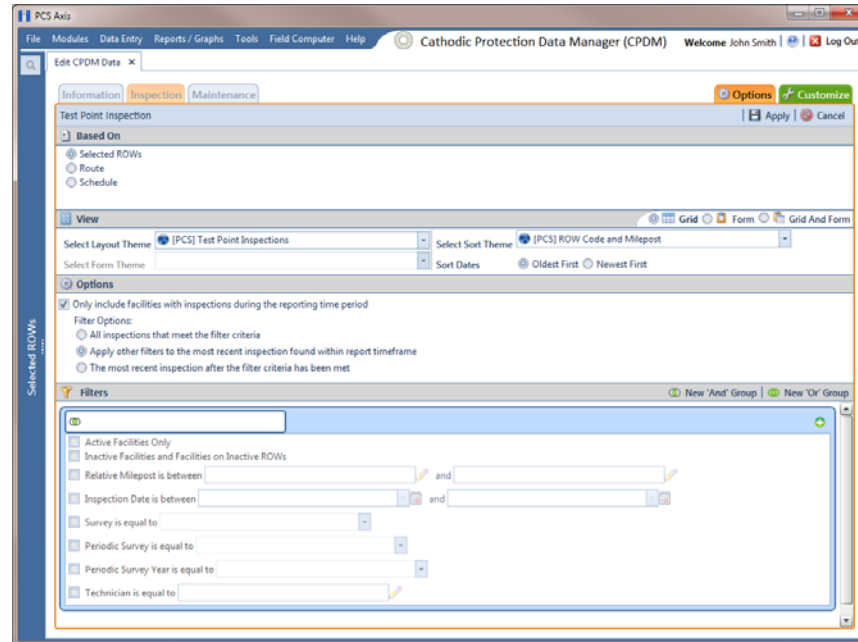 PCS Axis
File Modules Data Entry Reports / Graphs Tools Field Computer Help Cathodic Protection Data Manager (CPDM) Welcome John Smith | | Log Out
Edit CPDM Data
Information Inspection Maintenance Options Customize
Test Point Inspection | Apply | Cancel
Based On
Selected ROWs
Route
Schedule
View Grid Form Grid And Form
Select Layout Theme [PCS] Test Point Inspections Select Sort Theme [PCS] ROW Code and Milepost
Select Form Theme Sort Dates Oldest First Newest First
Options
Only include facilities with inspections during the reporting time period
Filter Options:
All inspections that meet the filter criteria
Apply other filters to the most recent inspection found within report timeframe
The most recent inspection after the filter criteria has been met
Selected ROWs
Filters New 'And' Group | New 'Or' Group
Active Facilities Only
Inactive Facilities and Facilities on Inactive ROWs
Relative Milepost is between and
Inspection Date is between and
Survey is equal to
Periodic Survey is equal to
Periodic Survey Year is equal to
Technician is equal to